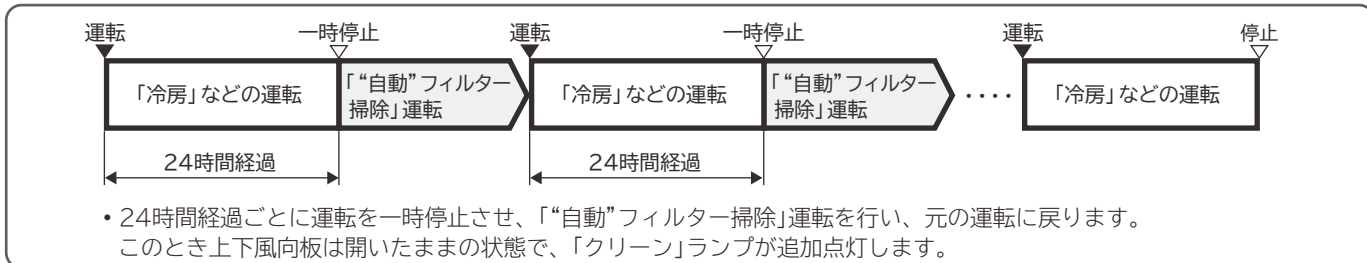 運転 一時停止 運転 一時停止 運転 停止
「冷房」などの運転 「“自動”フィルター 「冷房」などの運転 「“自動”フィルター ‥‥ 「冷房」などの運転
掃除」運転 掃除」運転
24時間経過 24時間経過
• 24時間経過ごとに運転を一時停止させ、「“自動”フィルター掃除」運転を行い、元の運転に戻ります。
このとき上下風向板は開いたままの状態で、「クリーン」ランプが追加点灯します。